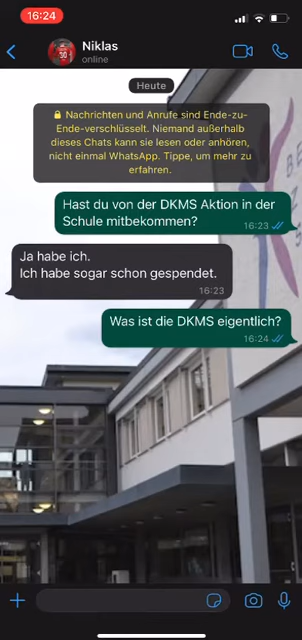 16:24
Niklas
online
Heute
Nachrichten und Anrufe sind Ende-zu-
Ende-verschlüsselt. Niemand außerhalb
dieses Chats kann sie lesen oder anhören,
nicht einmal WhatsApp. Tippe, um mehr zu
erfahren.
Hast du von der DKMS Aktion in der
Schule mitbekommen?
16:23
Ja habe ich.
Ich habe sogar schon gespendet.
16:23
Was ist die DKMS eigentlich?
16:24